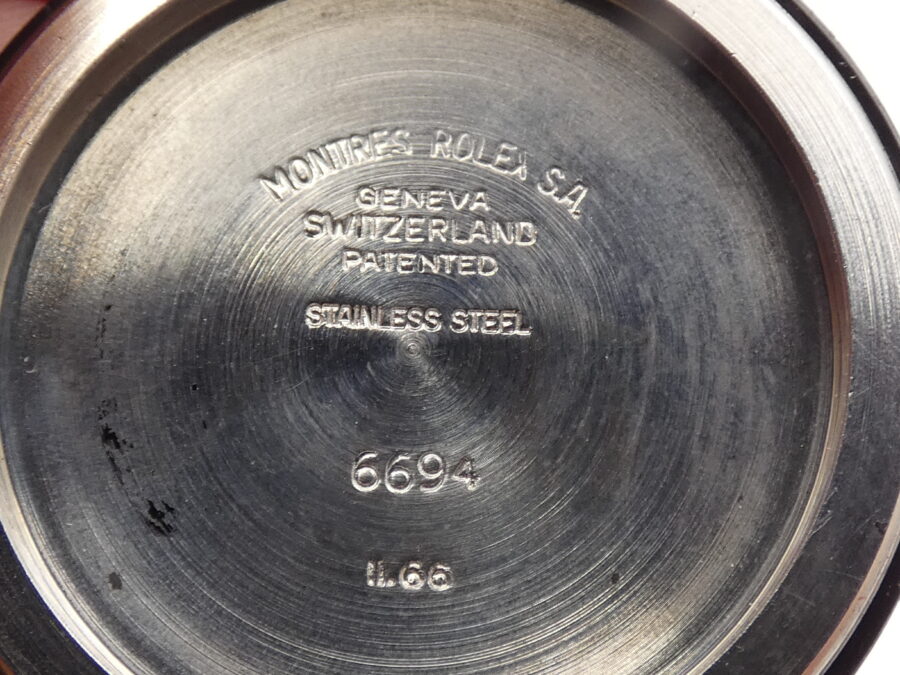 MONTRES ROLEX S.A.
GENEVA
SWITZERLAND
PATENTED
STAINLESS STEEL
6694
II.66